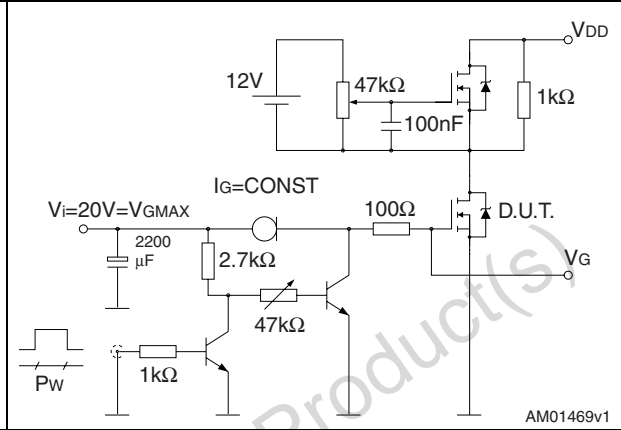 VDD
12V
47kΩ
1kΩ
100nF
IG=CONST
Vi=20V=VGMAX
100Ω
D.U.T.
2200
μF
2.7kΩ
VG
47kΩ
1kΩ
PW
Product(s)
AM01469v1